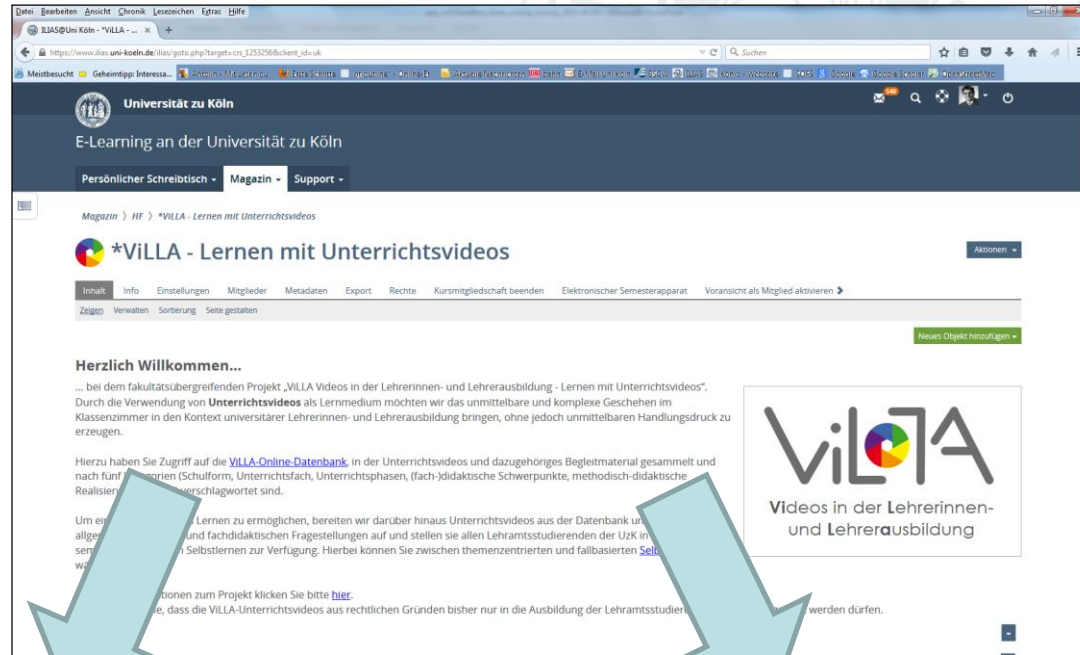 Datei Bearbeiten Ansicht Chronik Lesezeichen Extras Hilfe
ILIAS@Uni Köln - "ViLLA - ...
https://www.ilias.uni-koeln.de/ilias/goto.php?target=crs_1253256&client_id=uk
Suchen
Meistbesucht Geheimtipp: Interessa... Erste Schritte Aktuelle Nachrichten
Universität zu Köln
E-Learning an der Universität zu Köln
Persönlicher Schreibtisch Magazin Support
Magazin > HF > *ViLLA - Lernen mit Unterrichtsvideos
*ViLLA - Lernen mit Unterrichtsvideos
Aktionen
Inhalt Info Einstellungen Mitglieder Metadaten Export Rechte Kursmitgliedschaft beenden Elektronischer Semesterapparat Voransicht als Mitglied aktivieren
Zeigen Verwalten Sortierung Seite gestalten
Neues Objekt hinzufügen
Herzlich Willkommen...
... bei dem fakultätsübergreifenden Projekt „ViLLA Videos in der Lehrerinnen- und Lehrerausbildung - Lernen mit Unterrichtsvideos".
Durch die Verwendung von Unterrichtsvideos als Lernmedium möchten wir das unmittelbare und komplexe Geschehen im
Klassenzimmer in den Kontext universitärer Lehrerinnen- und Lehrerausbildung bringen, ohne jedoch unmittelbaren Handlungsdruck zu
erzeugen.
Hierzu haben Sie Zugriff auf die ViLLA-Online-Datenbank, in der Unterrichtsvideos und dazugehöriges Begleitmaterial gesammelt und
nach fünf (Schulform, Unterrichtsfach, Unterrichtsphasen, (fach-)didaktische Schwerpunkte, methodisch-didaktische
verschlagwortet sind.
Um Lernen zu ermöglichen, bereiten wir darüber hinaus Unterrichtsvideos aus der Datenbank
und fachdidaktischen Fragestellungen auf und stellen sie allen Lehramtsstudierenden der UzK in
Selbstlernen zur Verfügung. Hierbei können Sie zwischen themenzentrierten und fallbasierten
zum Projekt klicken Sie bitte hier.
dass die ViLLA-Unterrichtsvideos aus rechtlichen Gründen bisher nur in die Ausbildung der werden dürfen.
ViLLA
Videos in der Lehrerinnen-
und Lehrerausbildung